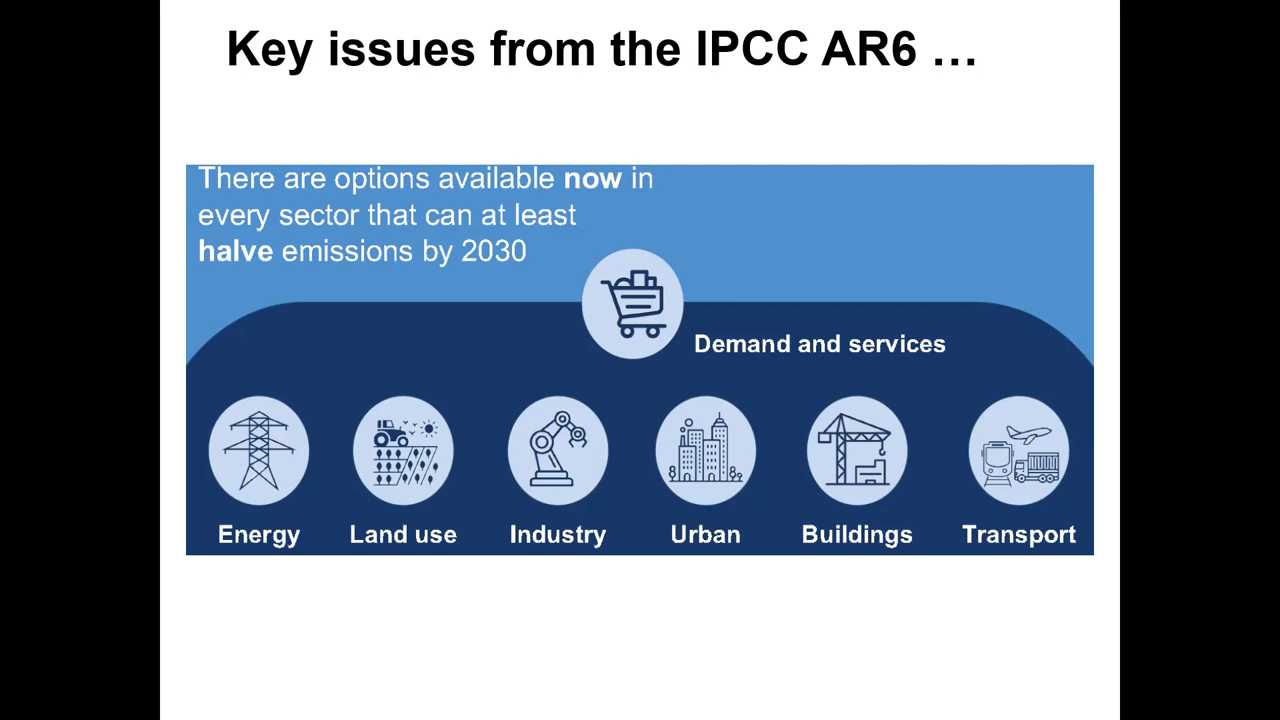 Key issues from the IPCC AR6 …
There are options available now in
every sector that can at least
halve emissions by 2030
Demand and services
Energy
Land use
Industry
Urban
Buildings
Transport